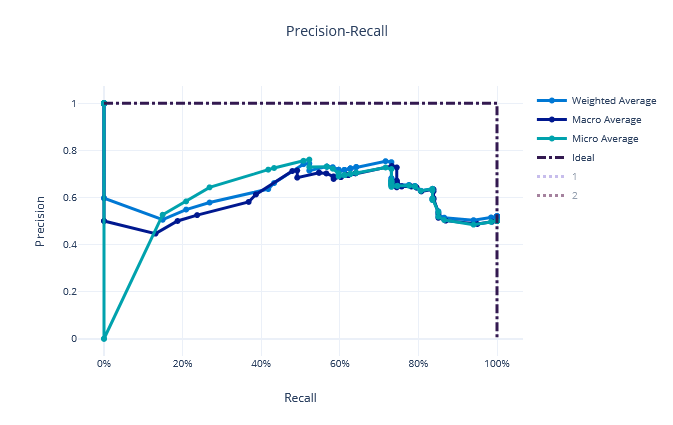 Precision-Recall
Precision
1
0.8
0.6
0.4
0.2
0
0%
20%
40%
60%
80%
100%
Recall
Weighted Average
Macro Average
Micro Average
Ideal
1
2